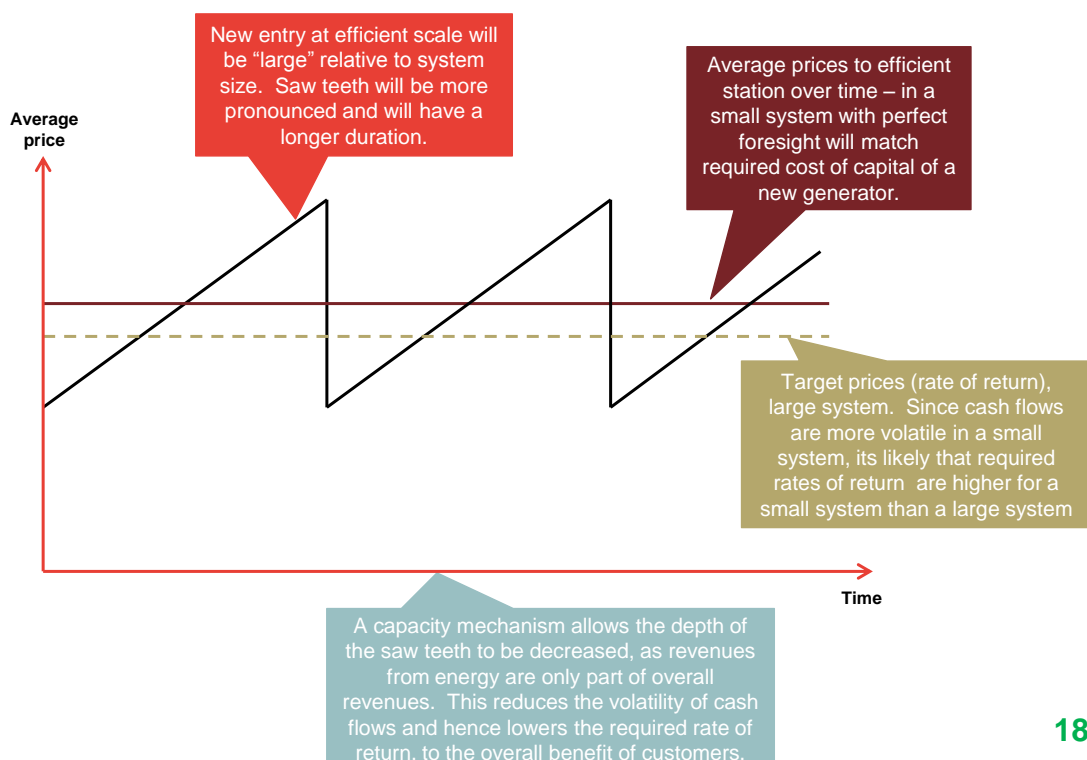 New entry at efficient scale will
be “large” relative to system
size.  Saw teeth will be more
pronounced and will have a
longer duration.
Average prices to efficient
station over time – in a
small system with perfect
foresight will match
required cost of capital of a
new generator.
Average
price
Target prices (rate of return),
large system.  Since cash flows
are more volatile in a small
system, its likely that required
rates of return  are higher for a
small system than a large system
Time
A capacity mechanism allows the depth of
the saw teeth to be decreased, as revenues
from energy are only part of overall
revenues.  This reduces the volatility of cash
flows and hence lowers the required rate of
return, to the overall benefit of customers.
18